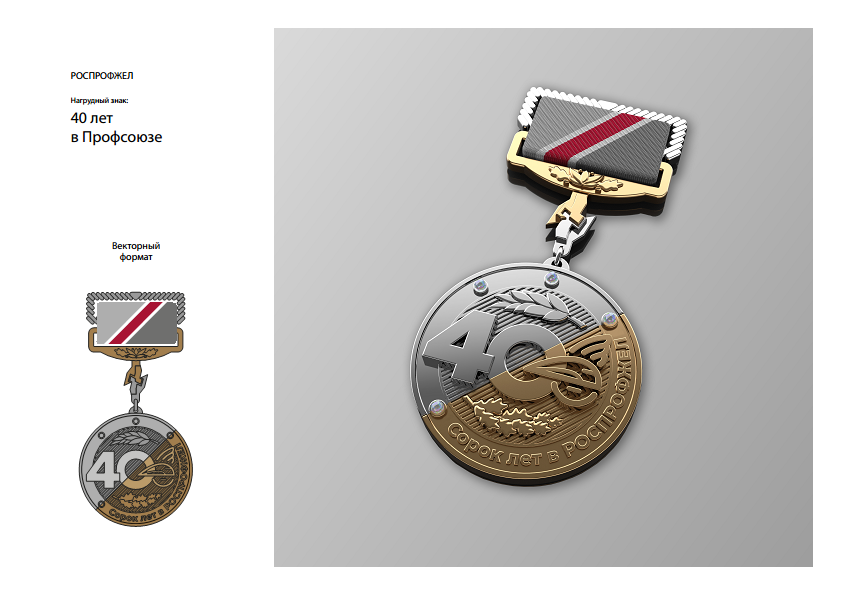 РОСПРОФЖЕЛ
Нагрудный знак:
40 лет
в Профсоюзе
Векторный
формат
40
Сорок лет в РОСПРОФЖЕЛ
40
Сорок лет в РОСПРОФЖЕЛ